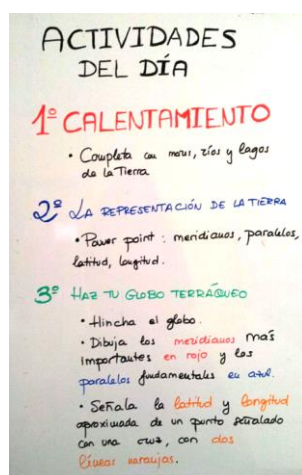 ACTIVIDADES
DEL DÍA
1º CALENTAMIENTO
• Completa con mares, ríos y lagos
de la Tierra
2º LA REPRESENTACIÓN DE LA TIERRA
• Power point : meridianos, paralelos,
latitud, longitud.
3º HAZ TU GLOBO TERRÁQUEO
• Hincha el globo.
• Dibuja los meridianos más
importantes en rojo y los
paralelos fundamentales en azul.
• Señala la latitud y longitud
aproximada de un punto señalado
con una cruz, con dos
líneas naranjas.